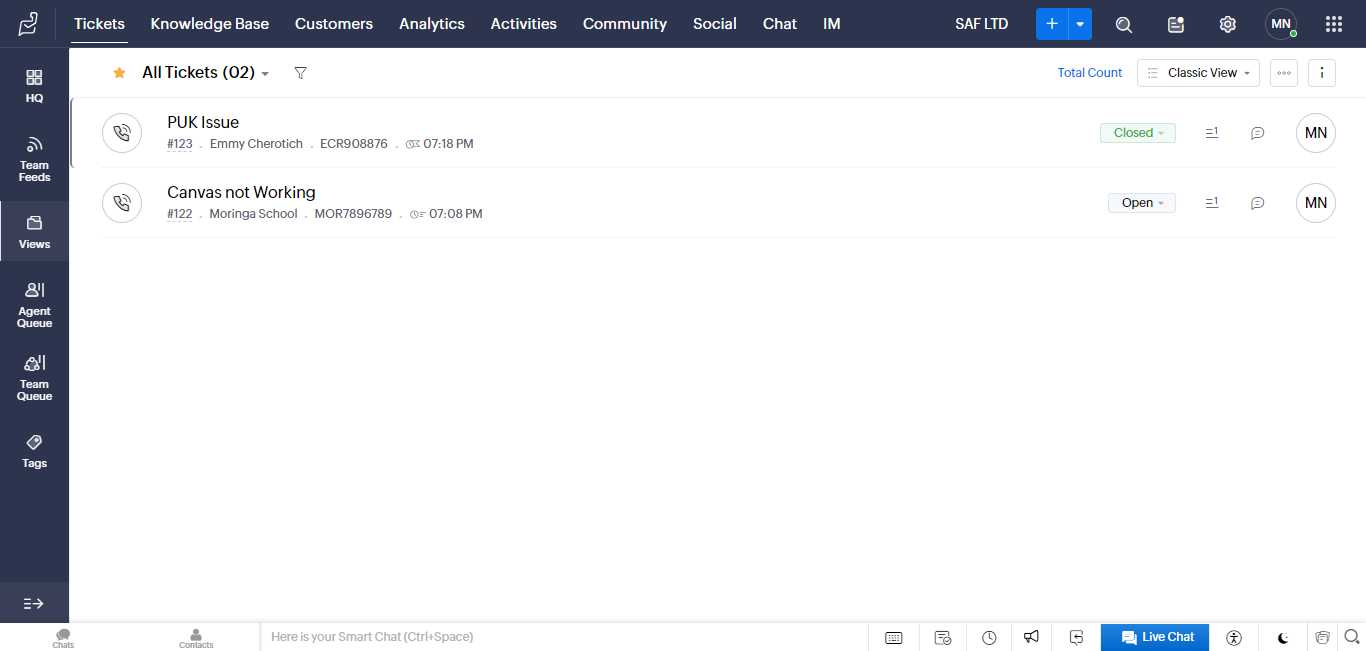 Tickets Knowledge Base Customers Analytics Activities Community Social Chat IM SAF LTD MN
HQ
Team
Feeds
Views
Agent
Queue
Team
Queue
Tags
All Tickets (02) Total Count Classic View
PUK Issue
#123 . Emmy Cherotich . ECR908876 . 07:18 PM Closed 1 MN
Canvas not Working
#122 . Moringa School . MOR7896789 . 07:08 PM Open 1 MN
Chats Contacts Here is your Smart Chat (Ctrl+Space) Live Chat